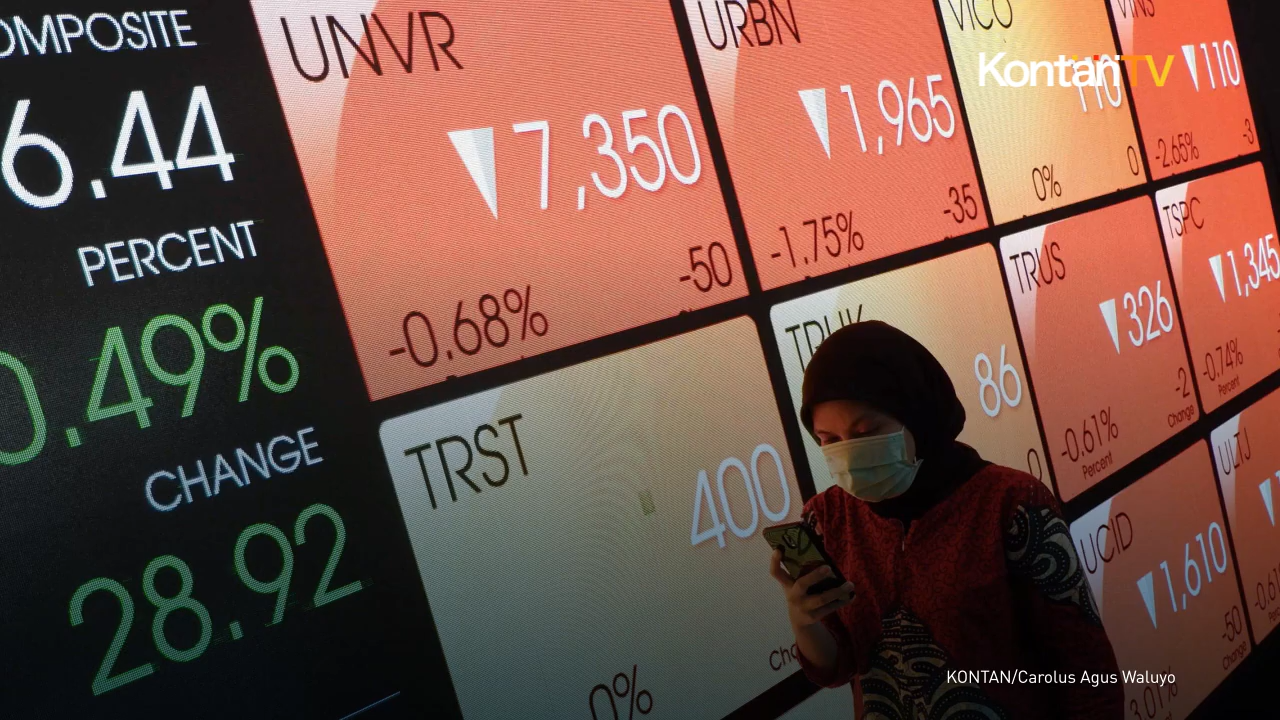 OMPOSITE
6.44
PERCENT
0.49%
CHANGE
28.92
UNVR
7,350
-50
-0.68%
URBN
1,965
-35
-1.75%
VICO
110
0
0%
VINS
110
-3
-2.65%
KontanTV
TRST
400
0%
TRUK
86
0
TRUS
326
-2
Change
-0.61%
Percent
TSPC
1,345
-0.74%
Percent
UCID
1,610
-50
Change
ULTJ
KONTAN/Carolus Agus Waluyo